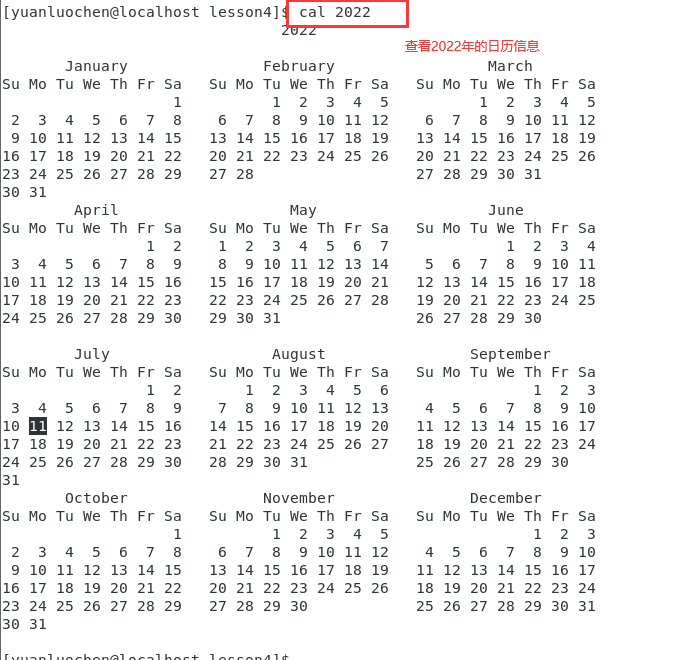 [yuanluochen@localhost lesson4]$ cal 2022
                               2022
查看2022年的日历信息
       January               February                 March
Su Mo Tu We Th Fr Sa   Su Mo Tu We Th Fr Sa   Su Mo Tu We Th Fr Sa
                   1          1  2  3  4  5          1  2  3  4  5
 2  3  4  5  6  7  8    6  7  8  9 10 11 12    6  7  8  9 10 11 12
 9 10 11 12 13 14 15   13 14 15 16 17 18 19   13 14 15 16 17 18 19
16 17 18 19 20 21 22   20 21 22 23 24 25 26   20 21 22 23 24 25 26
23 24 25 26 27 28 29   27 28                  27 28 29 30 31
30 31
        April                   May                   June
Su Mo Tu We Th Fr Sa   Su Mo Tu We Th Fr Sa   Su Mo Tu We Th Fr Sa
                1  2    1  2  3  4  5  6  7             1  2  3  4
 3  4  5  6  7  8  9    8  9 10 11 12 13 14    5  6  7  8  9 10 11
10 11 12 13 14 15 16   15 16 17 18 19 20 21   12 13 14 15 16 17 18
17 18 19 20 21 22 23   22 23 24 25 26 27 28   19 20 21 22 23 24 25
24 25 26 27 28 29 30   29 30 31               26 27 28 29 30

        July                  August                September
Su Mo Tu We Th Fr Sa   Su Mo Tu We Th Fr Sa   Su Mo Tu We Th Fr Sa
                1  2       1  2  3  4  5  6                1  2  3
 3  4  5  6  7  8  9    7  8  9 10 11 12 13    4  5  6  7  8  9 10
10 11 12 13 14 15 16   14 15 16 17 18 19 20   11 12 13 14 15 16 17
17 18 19 20 21 22 23   21 22 23 24 25 26 27   18 19 20 21 22 23 24
24 25 26 27 28 29 30   28 29 30 31            25 26 27 28 29 30
31
       October               November               December
Su Mo Tu We Th Fr Sa   Su Mo Tu We Th Fr Sa   Su Mo Tu We Th Fr Sa
                   1          1  2  3  4  5                1  2  3
 2  3  4  5  6  7  8    6  7  8  9 10 11 12    4  5  6  7  8  9 10
 9 10 11 12 13 14 15   13 14 15 16 17 18 19   11 12 13 14 15 16 17
16 17 18 19 20 21 22   20 21 22 23 24 25 26   18 19 20 21 22 23 24
23 24 25 26 27 28 29   27 28 29 30            25 26 27 28 29 30 31
30 31

[yuanluochen@localhost lesson4]$